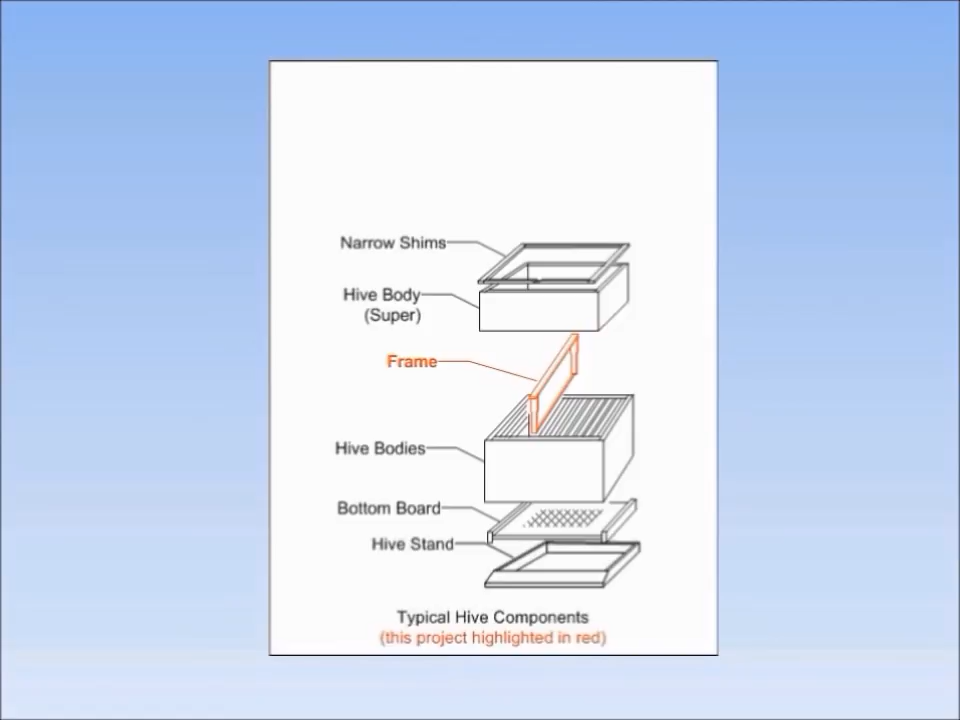 Narrow Shims
Hive Body
(Super)
Frame
Hive Bodies
Bottom Board
Hive Stand
Typical Hive Components
(this project highlighted in red)